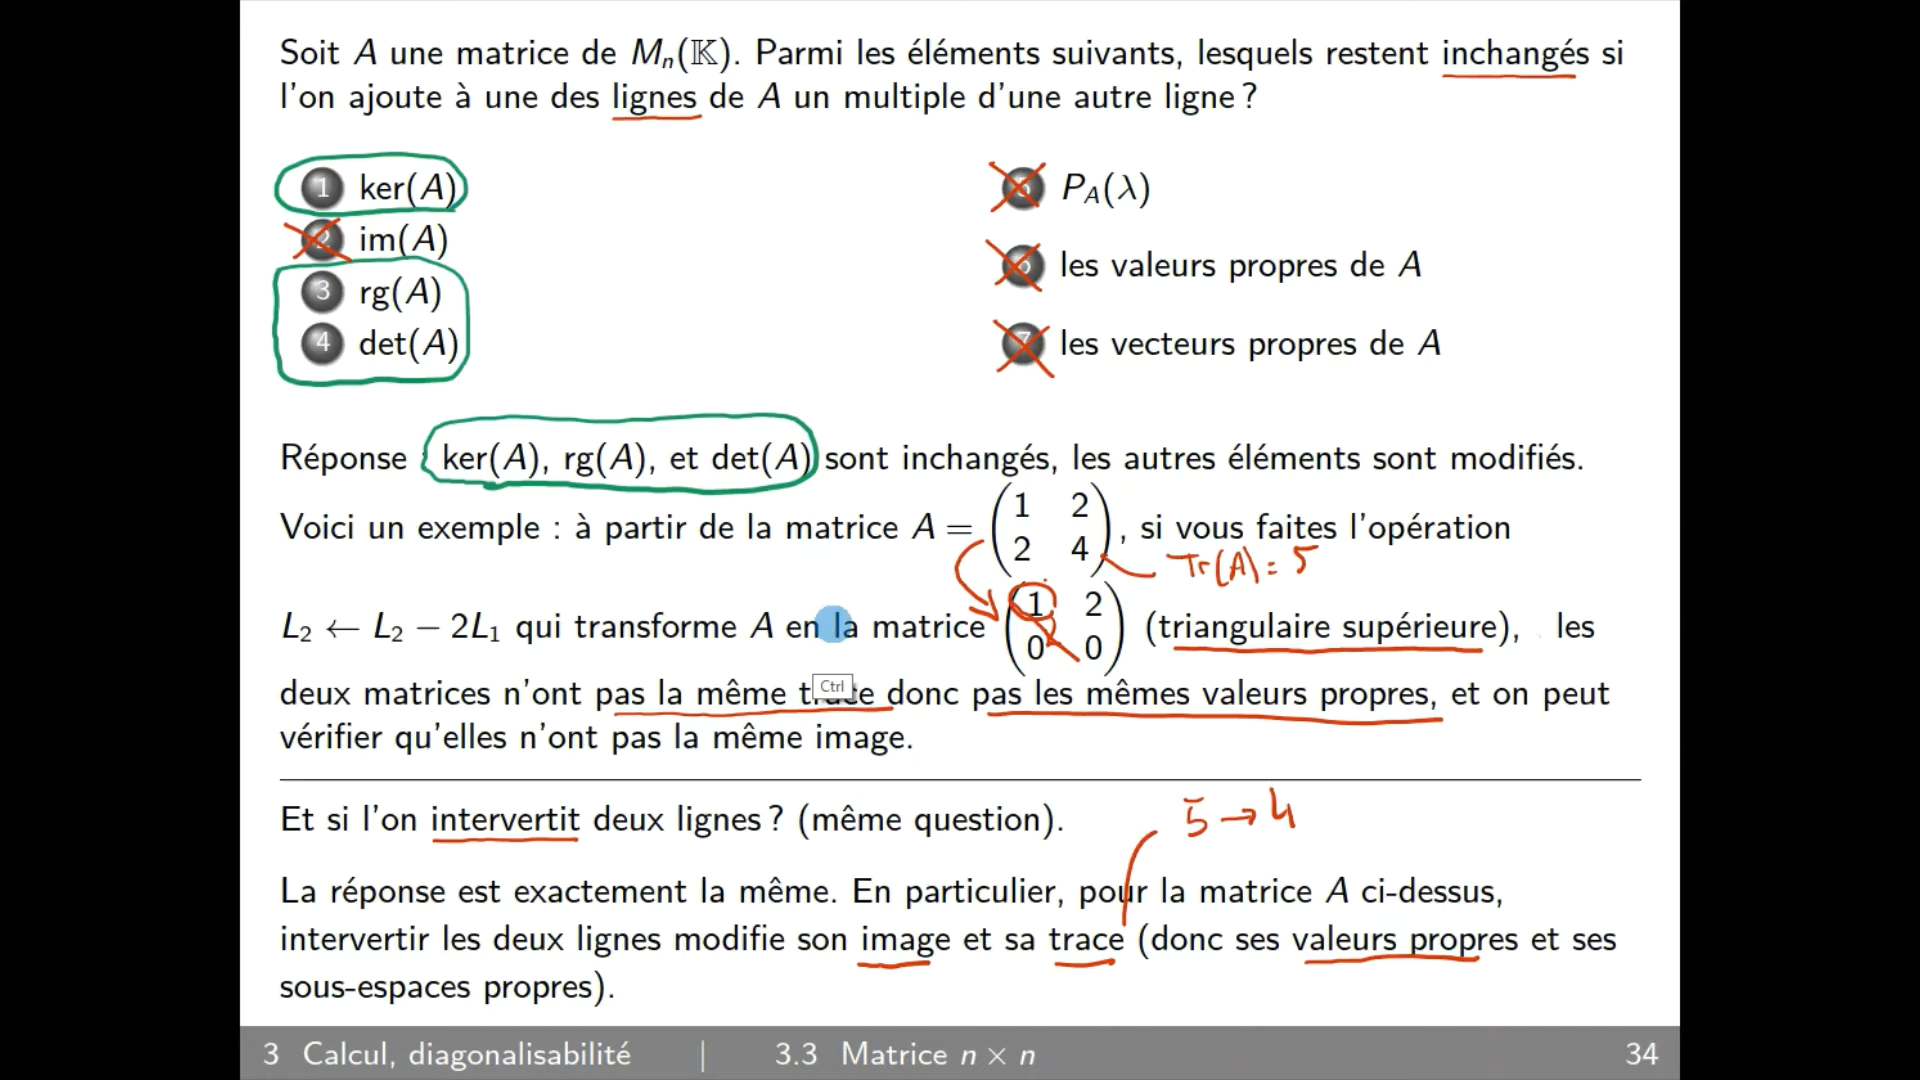 Soit A une matrice de Mₙ(𝕂). Parmi les éléments suivants, lesquels restent inchangés si
l'on ajoute à une des lignes de A un multiple d'une autre ligne ?
1 ker(A)
2 im(A)
3 rg(A)
4 det(A)
5 P_A(λ)
6 les valeurs propres de A
7 les vecteurs propres de A
Réponse : ker(A), rg(A), et det(A) sont inchangés, les autres éléments sont modifiés.
Voici un exemple : à partir de la matrice A = (1 2 ; 2 4), si vous faites l'opération
Tr(A) = 5
L₂ ← L₂ − 2L₁ qui transforme A en la matrice (1 2 ; 0 0) (triangulaire supérieure), les
Ctrl
deux matrices n'ont pas la même trace donc pas les mêmes valeurs propres, et on peut
vérifier qu'elles n'ont pas la même image.
Et si l'on intervertit deux lignes ? (même question).
5 → 4
La réponse est exactement la même. En particulier, pour la matrice A ci-dessus,
intervertir les deux lignes modifie son image et sa trace (donc ses valeurs propres et ses
sous-espaces propres).
3 Calcul, diagonalisabilité | 3.3 Matrice n × n 34